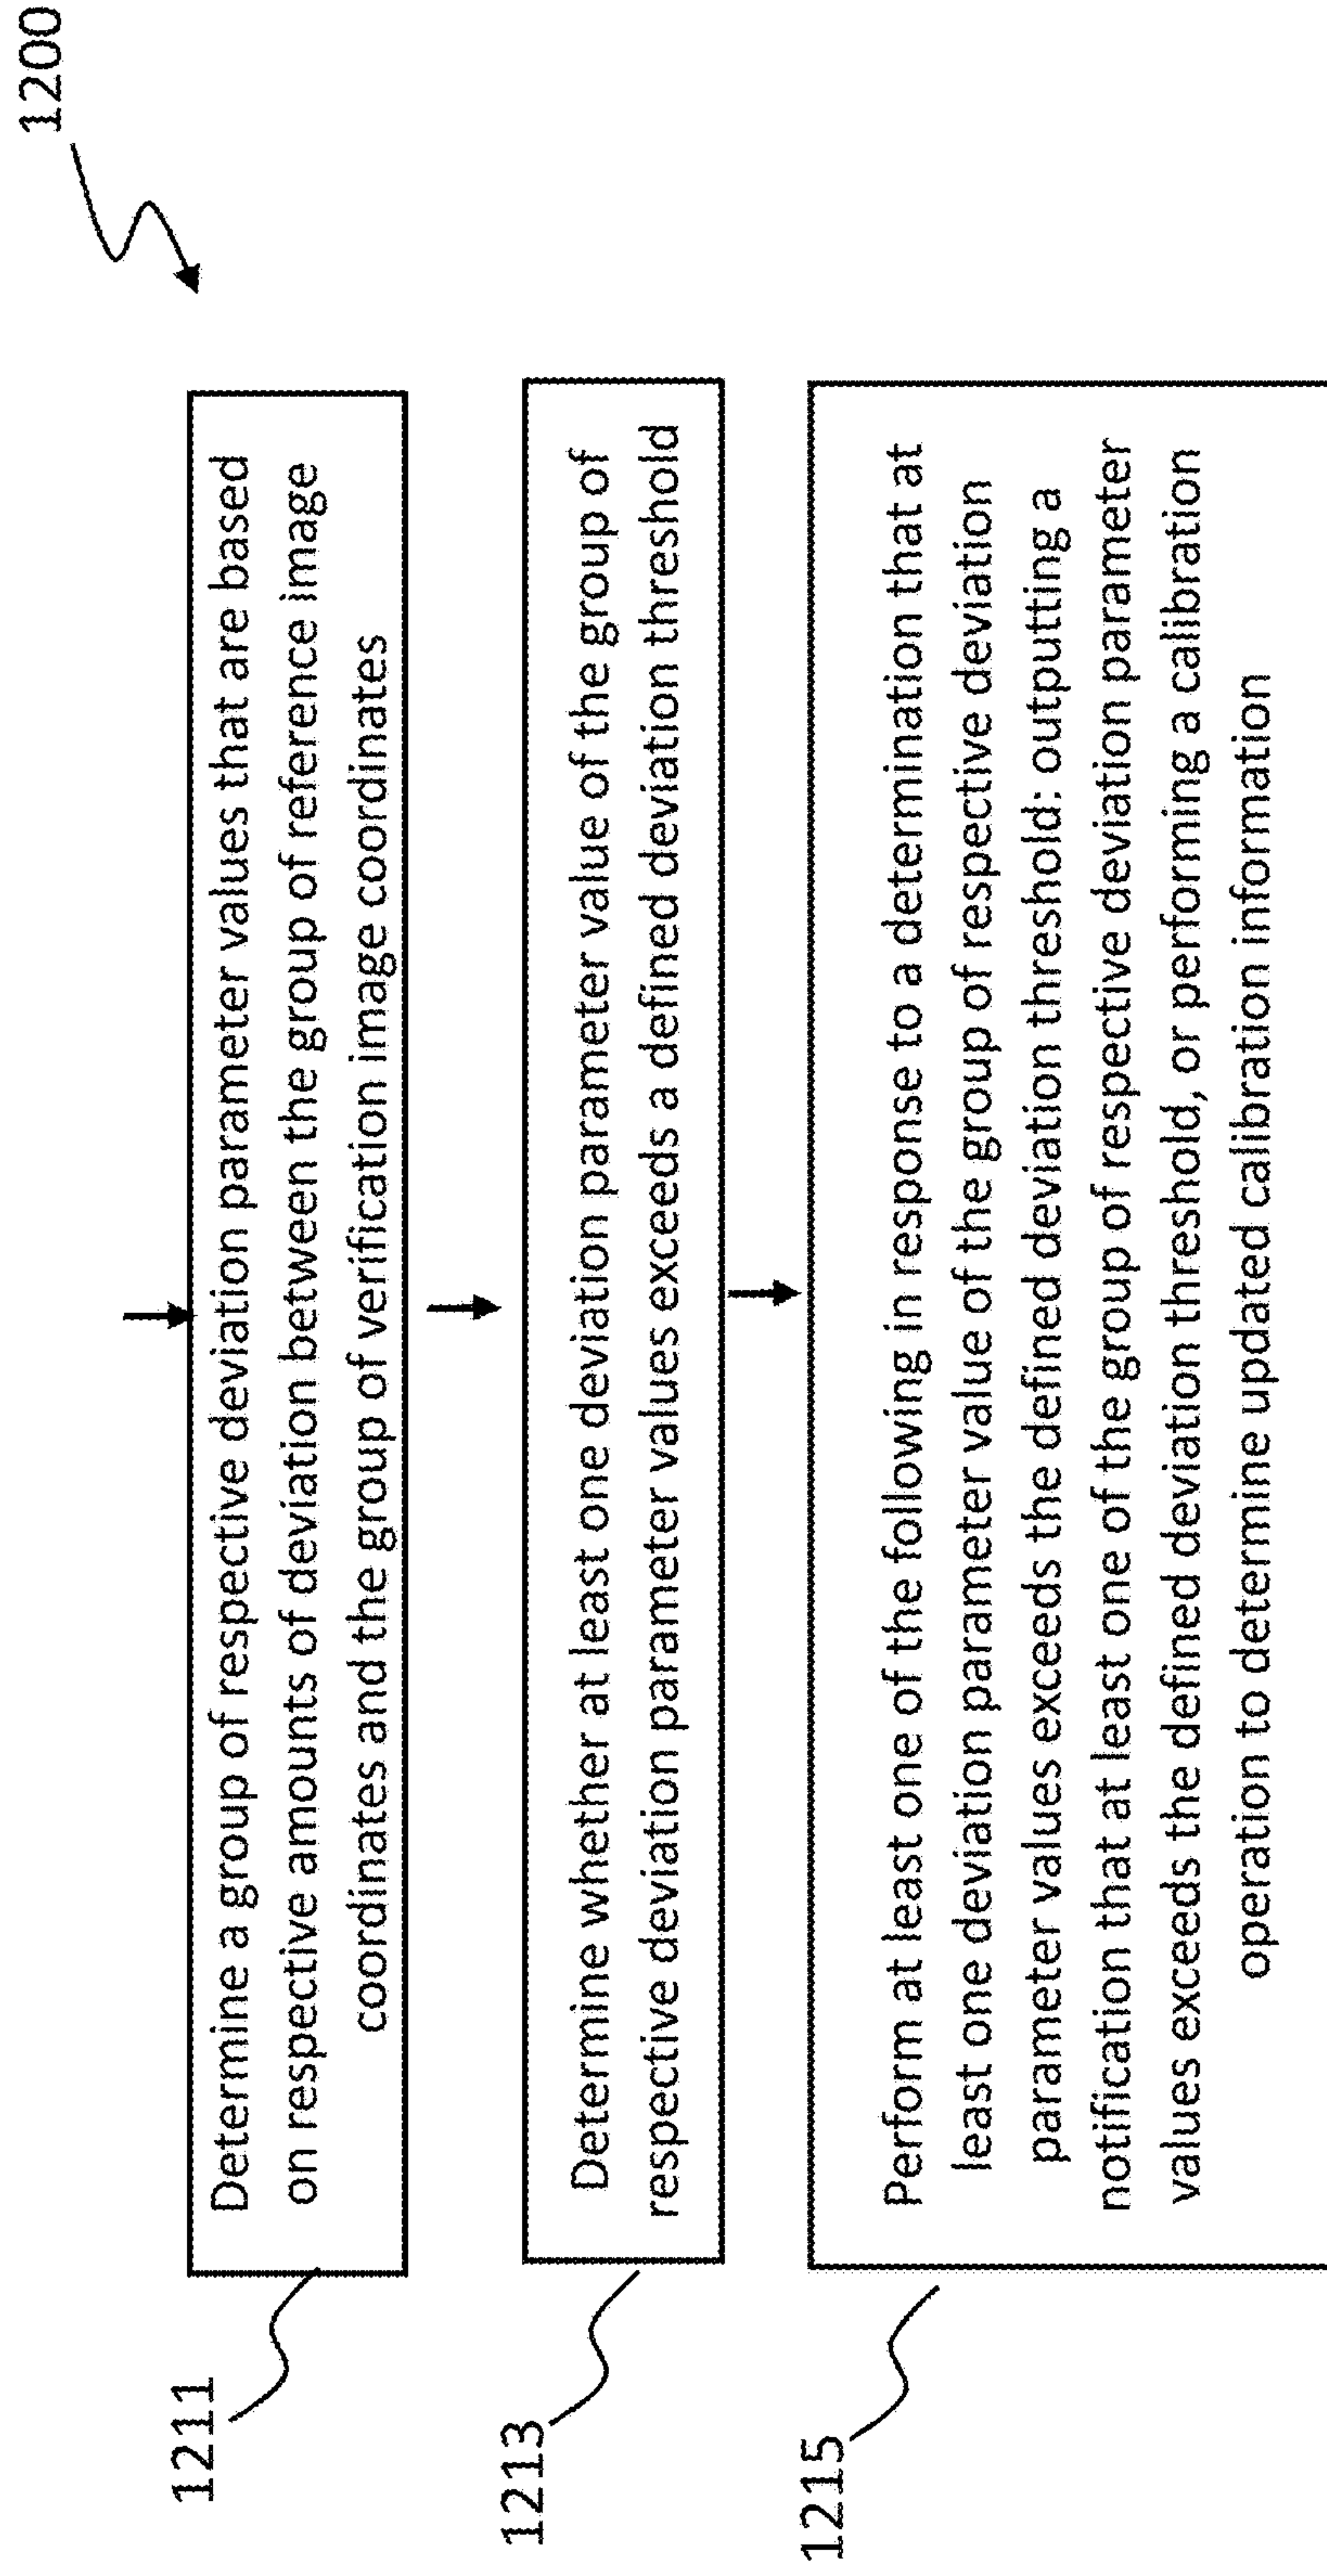 1200
1211
Determine a group of respective deviation parameter values that are based
on respective amounts of deviation between the group of reference image
coordinates and the group of verification image coordinates
1213
Determine whether at least one deviation parameter value of the group of
respective deviation parameter values exceeds a defined deviation threshold
1215
Perform at least one of the following in response to a determination that at
least one deviation parameter value of the group of respective deviation
parameter values exceeds the defined deviation threshold: outputting a
notification that at least one of the group of respective deviation parameter
values exceeds the defined deviation threshold, or performing a calibration
operation to determine updated calibration information